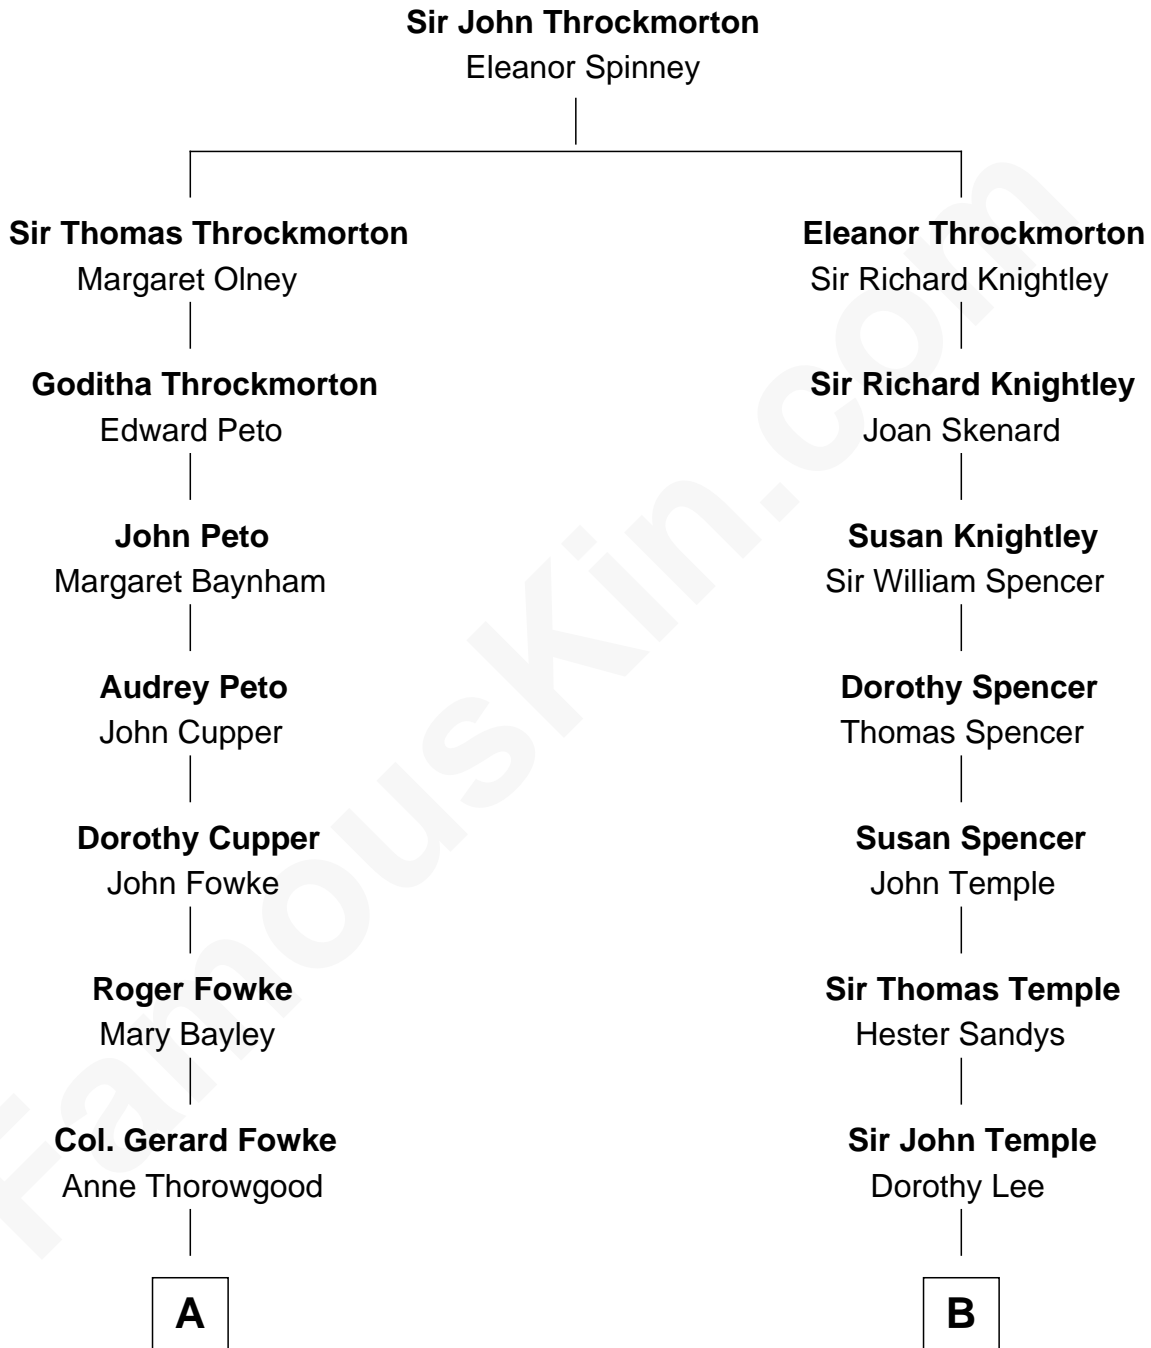 Sir John Throckmorton
Eleanor Spinney
Sir Thomas Throckmorton
Margaret Olney
Eleanor Throckmorton
Sir Richard Knightley
Goditha Throckmorton
Edward Peto
Sir Richard Knightley
Joan Skenard
John Peto
Margaret Baynham
Susan Knightley
Sir William Spencer
Audrey Peto
John Cupper
Dorothy Spencer
Thomas Spencer
Dorothy Cupper
John Fowke
Susan Spencer
John Temple
Roger Fowke
Mary Bayley
Sir Thomas Temple
Hester Sandys
Col. Gerard Fowke
Anne Thorowgood
Sir John Temple
Dorothy Lee
A
B
FamousKin.com